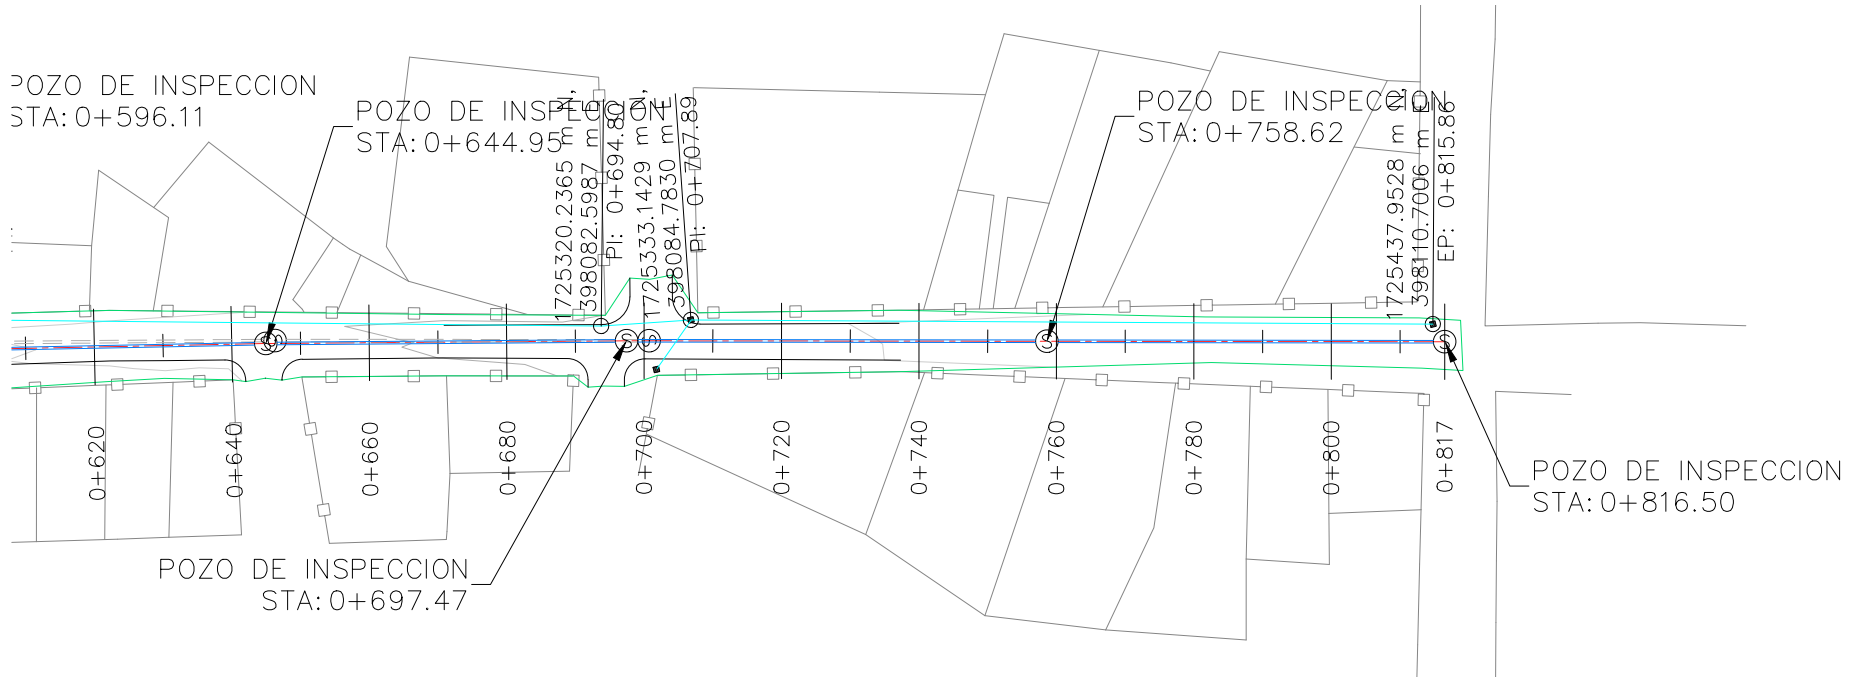 POZO DE INSPECCION
STA: 0+596.11
POZO DE INSPECCION
STA: 0+644.95
1725320.2365 m N,
398082.5987 m E
PI: 0+694.80
1725333.1429 m N,
398084.7830 m E
PI: 0+707.89
POZO DE INSPECCION
STA: 0+758.62
1725437.9528 m N,
398110.7006 m E
EP: 0+815.86
S
S
S
S
S
S
0+620
0+640
0+660
0+680
0+700
0+720
0+740
0+760
0+780
0+800
0+817
POZO DE INSPECCION
STA: 0+816.50
POZO DE INSPECCION
STA: 0+697.47